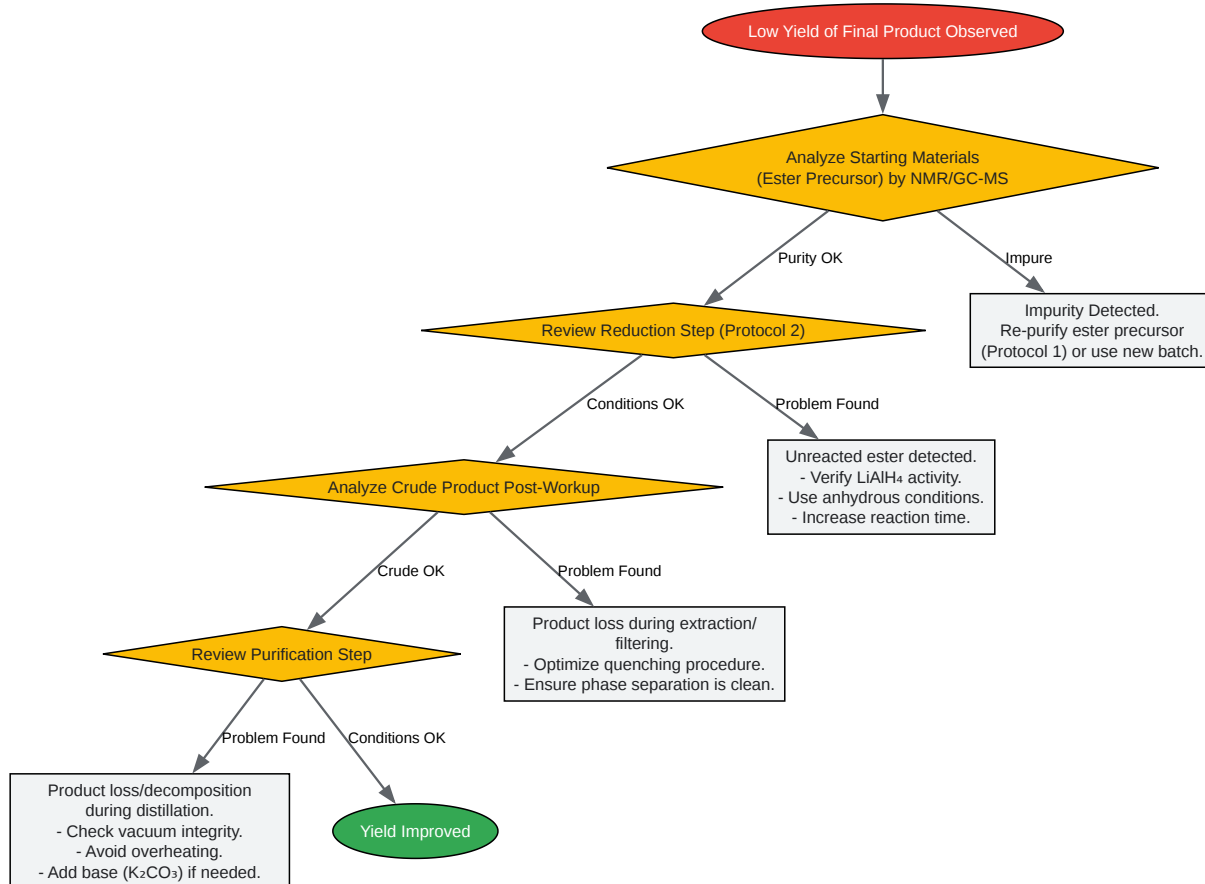 Low Yield of Final Product Observed
Analyze Starting Materials
(Ester Precursor) by NMR/GC-MS
Purity OK
Impure
Impurity Detected.
Re-purify ester precursor
(Protocol 1) or use new batch.
Review Reduction Step (Protocol 2)
Conditions OK
Problem Found
Unreacted ester detected.
- Verify LiAlH₄ activity.
- Use anhydrous conditions.
- Increase reaction time.
Analyze Crude Product Post-Workup
Crude OK
Problem Found
Product loss during extraction/
filtering.
- Optimize quenching procedure.
- Ensure phase separation is clean.
Review Purification Step
Problem Found
Conditions OK
Product loss/decomposition
during distillation.
- Check vacuum integrity.
- Avoid overheating.
- Add base (K₂CO₃) if needed.
Yield Improved